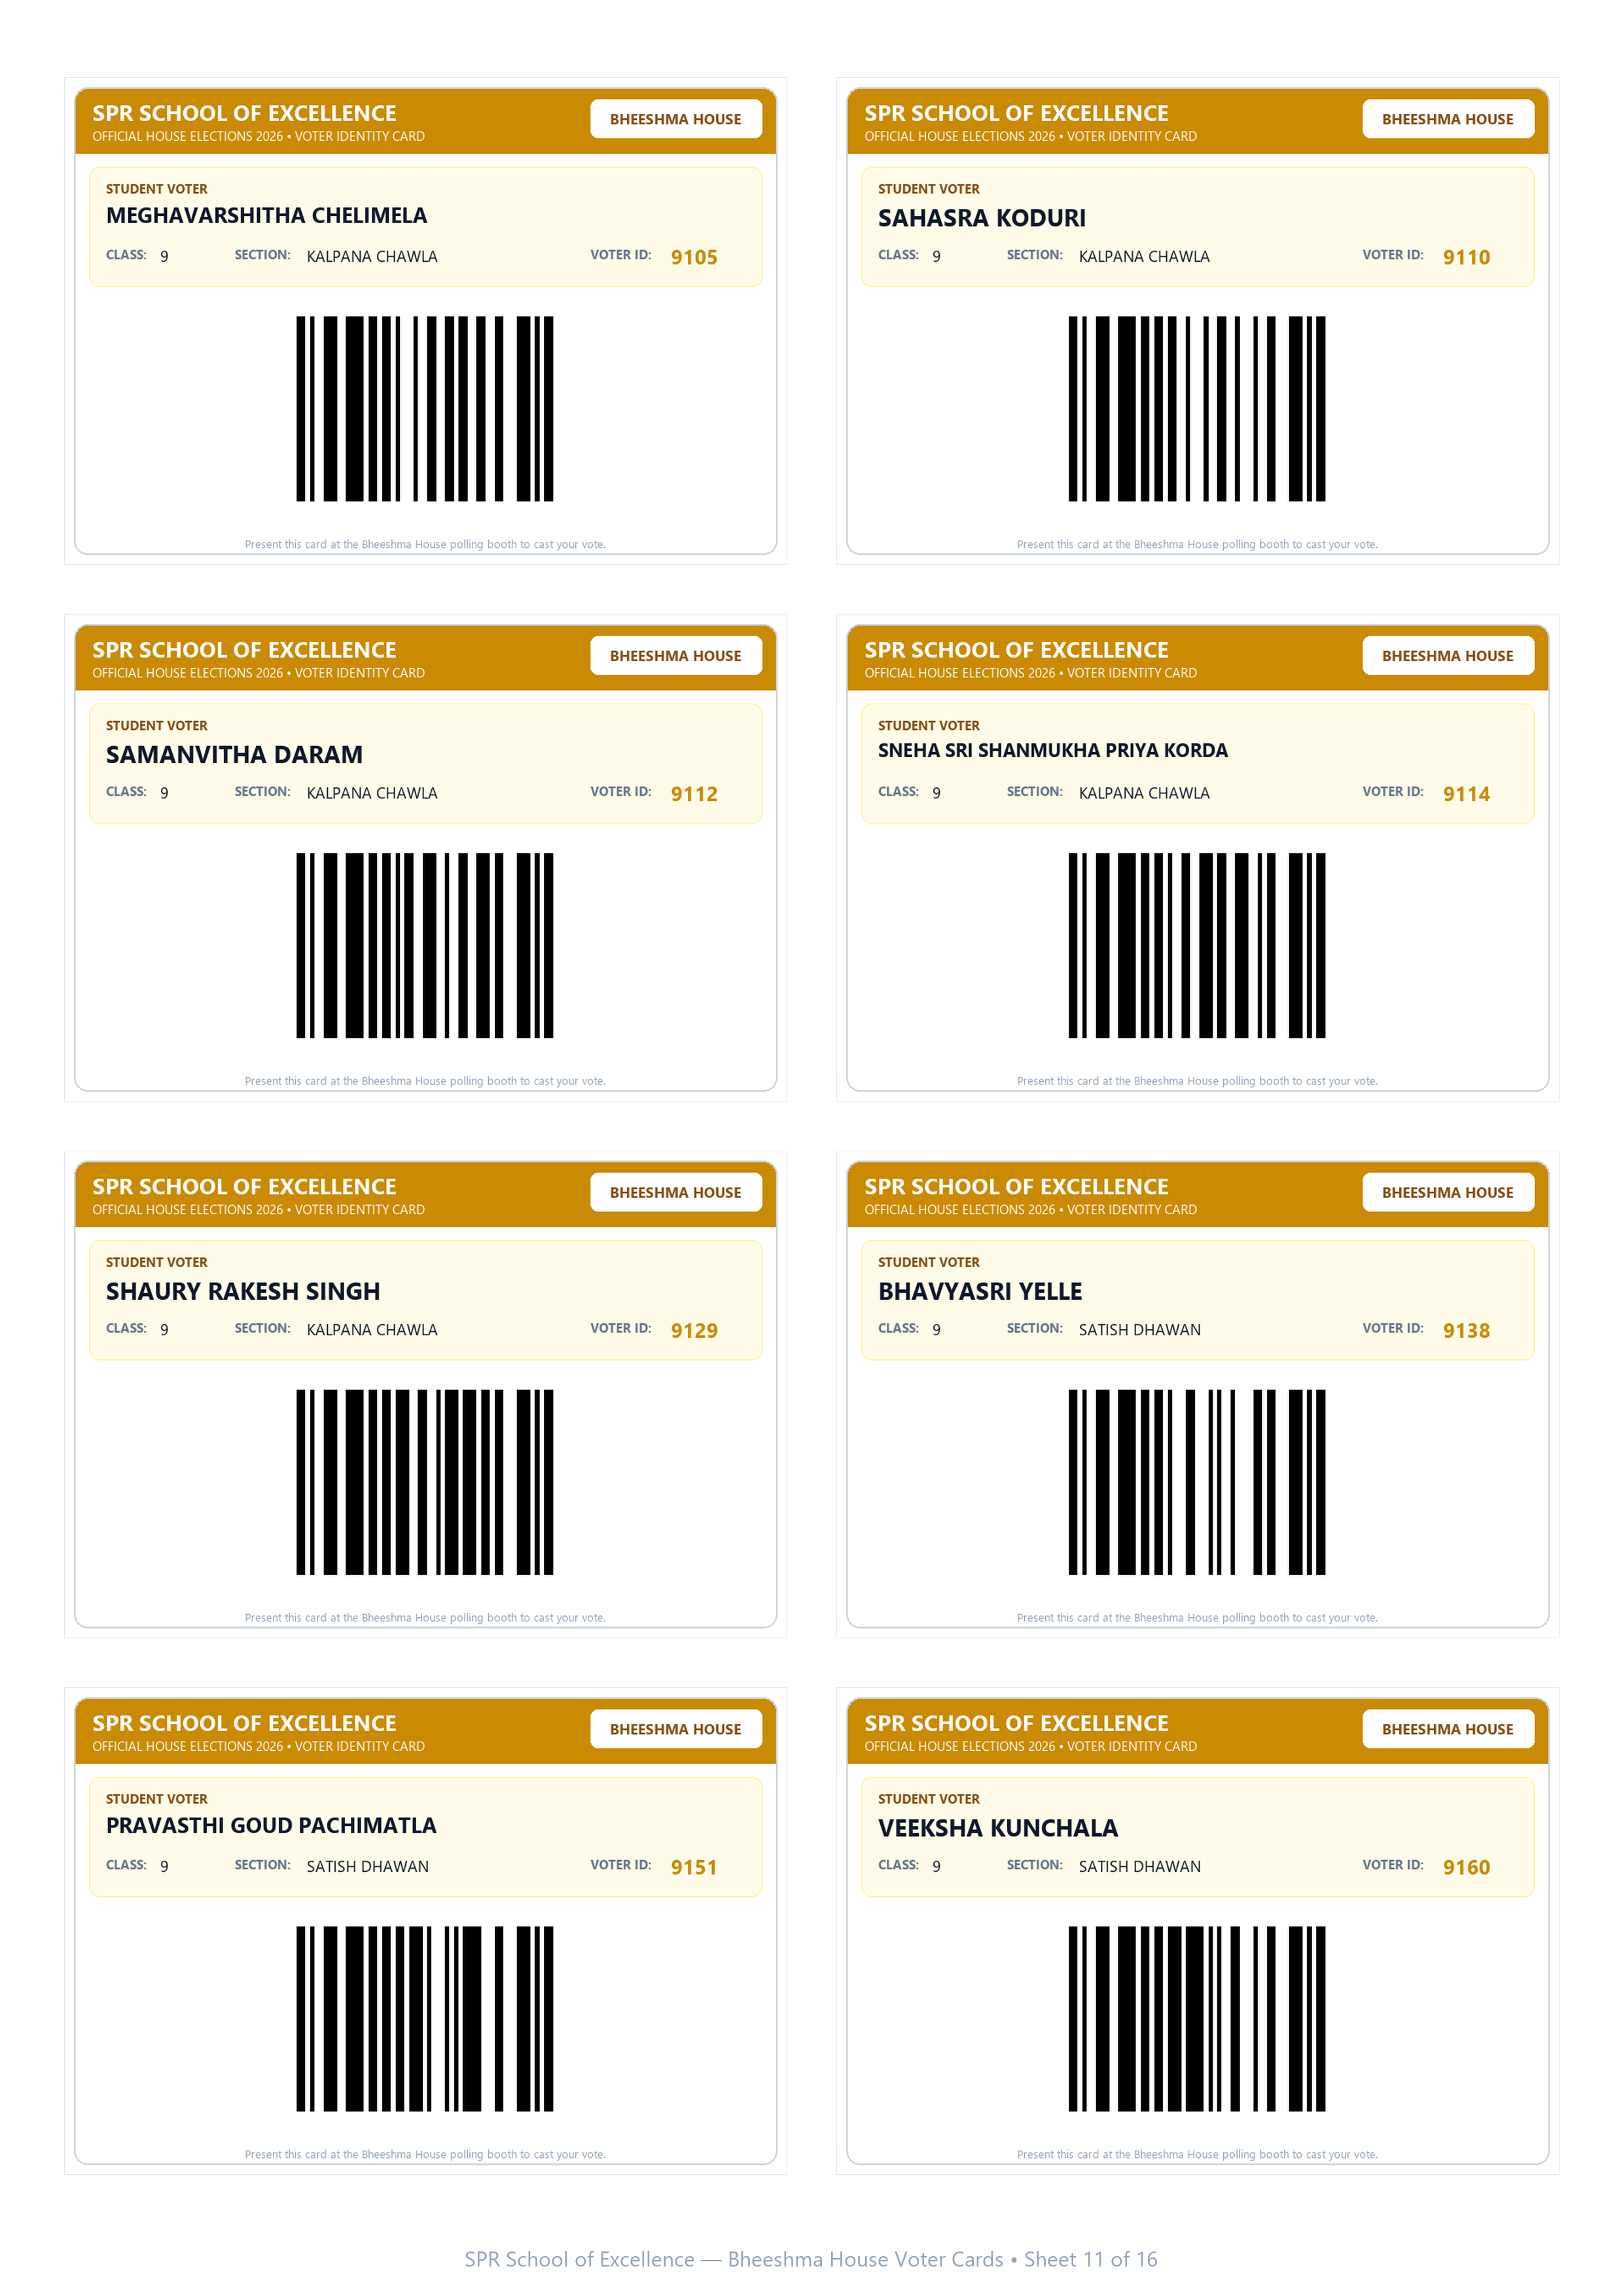 SPR SCHOOL OF EXCELLENCE
OFFICIAL HOUSE ELECTIONS 2026 • VOTER IDENTITY CARD
BHEESHMA HOUSE
STUDENT VOTER
MEGHAVARSHITHA CHELIMELA
CLASS: 9 SECTION: KALPANA CHAWLA VOTER ID: 9105
Present this card at the Bheeshma House polling booth to cast your vote.
SPR SCHOOL OF EXCELLENCE
OFFICIAL HOUSE ELECTIONS 2026 • VOTER IDENTITY CARD
BHEESHMA HOUSE
STUDENT VOTER
SAHASRA KODURI
CLASS: 9 SECTION: KALPANA CHAWLA VOTER ID: 9110
Present this card at the Bheeshma House polling booth to cast your vote.
SPR SCHOOL OF EXCELLENCE
OFFICIAL HOUSE ELECTIONS 2026 • VOTER IDENTITY CARD
BHEESHMA HOUSE
STUDENT VOTER
SAMANVITHA DARAM
CLASS: 9 SECTION: KALPANA CHAWLA VOTER ID: 9112
Present this card at the Bheeshma House polling booth to cast your vote.
SPR SCHOOL OF EXCELLENCE
OFFICIAL HOUSE ELECTIONS 2026 • VOTER IDENTITY CARD
BHEESHMA HOUSE
STUDENT VOTER
SNEHA SRI SHANMUKHA PRIYA KORDA
CLASS: 9 SECTION: KALPANA CHAWLA VOTER ID: 9114
Present this card at the Bheeshma House polling booth to cast your vote.
SPR SCHOOL OF EXCELLENCE
OFFICIAL HOUSE ELECTIONS 2026 • VOTER IDENTITY CARD
BHEESHMA HOUSE
STUDENT VOTER
SHAURY RAKESH SINGH
CLASS: 9 SECTION: KALPANA CHAWLA VOTER ID: 9129
Present this card at the Bheeshma House polling booth to cast your vote.
SPR SCHOOL OF EXCELLENCE
OFFICIAL HOUSE ELECTIONS 2026 • VOTER IDENTITY CARD
BHEESHMA HOUSE
STUDENT VOTER
BHAVYASRI YELLE
CLASS: 9 SECTION: SATISH DHAWAN VOTER ID: 9138
Present this card at the Bheeshma House polling booth to cast your vote.
SPR SCHOOL OF EXCELLENCE
OFFICIAL HOUSE ELECTIONS 2026 • VOTER IDENTITY CARD
BHEESHMA HOUSE
STUDENT VOTER
PRAVASTHI GOUD PACHIMATLA
CLASS: 9 SECTION: SATISH DHAWAN VOTER ID: 9151
Present this card at the Bheeshma House polling booth to cast your vote.
SPR SCHOOL OF EXCELLENCE
OFFICIAL HOUSE ELECTIONS 2026 • VOTER IDENTITY CARD
BHEESHMA HOUSE
STUDENT VOTER
VEEKSHA KUNCHALA
CLASS: 9 SECTION: SATISH DHAWAN VOTER ID: 9160
Present this card at the Bheeshma House polling booth to cast your vote.
SPR School of Excellence — Bheeshma House Voter Cards • Sheet 11 of 16